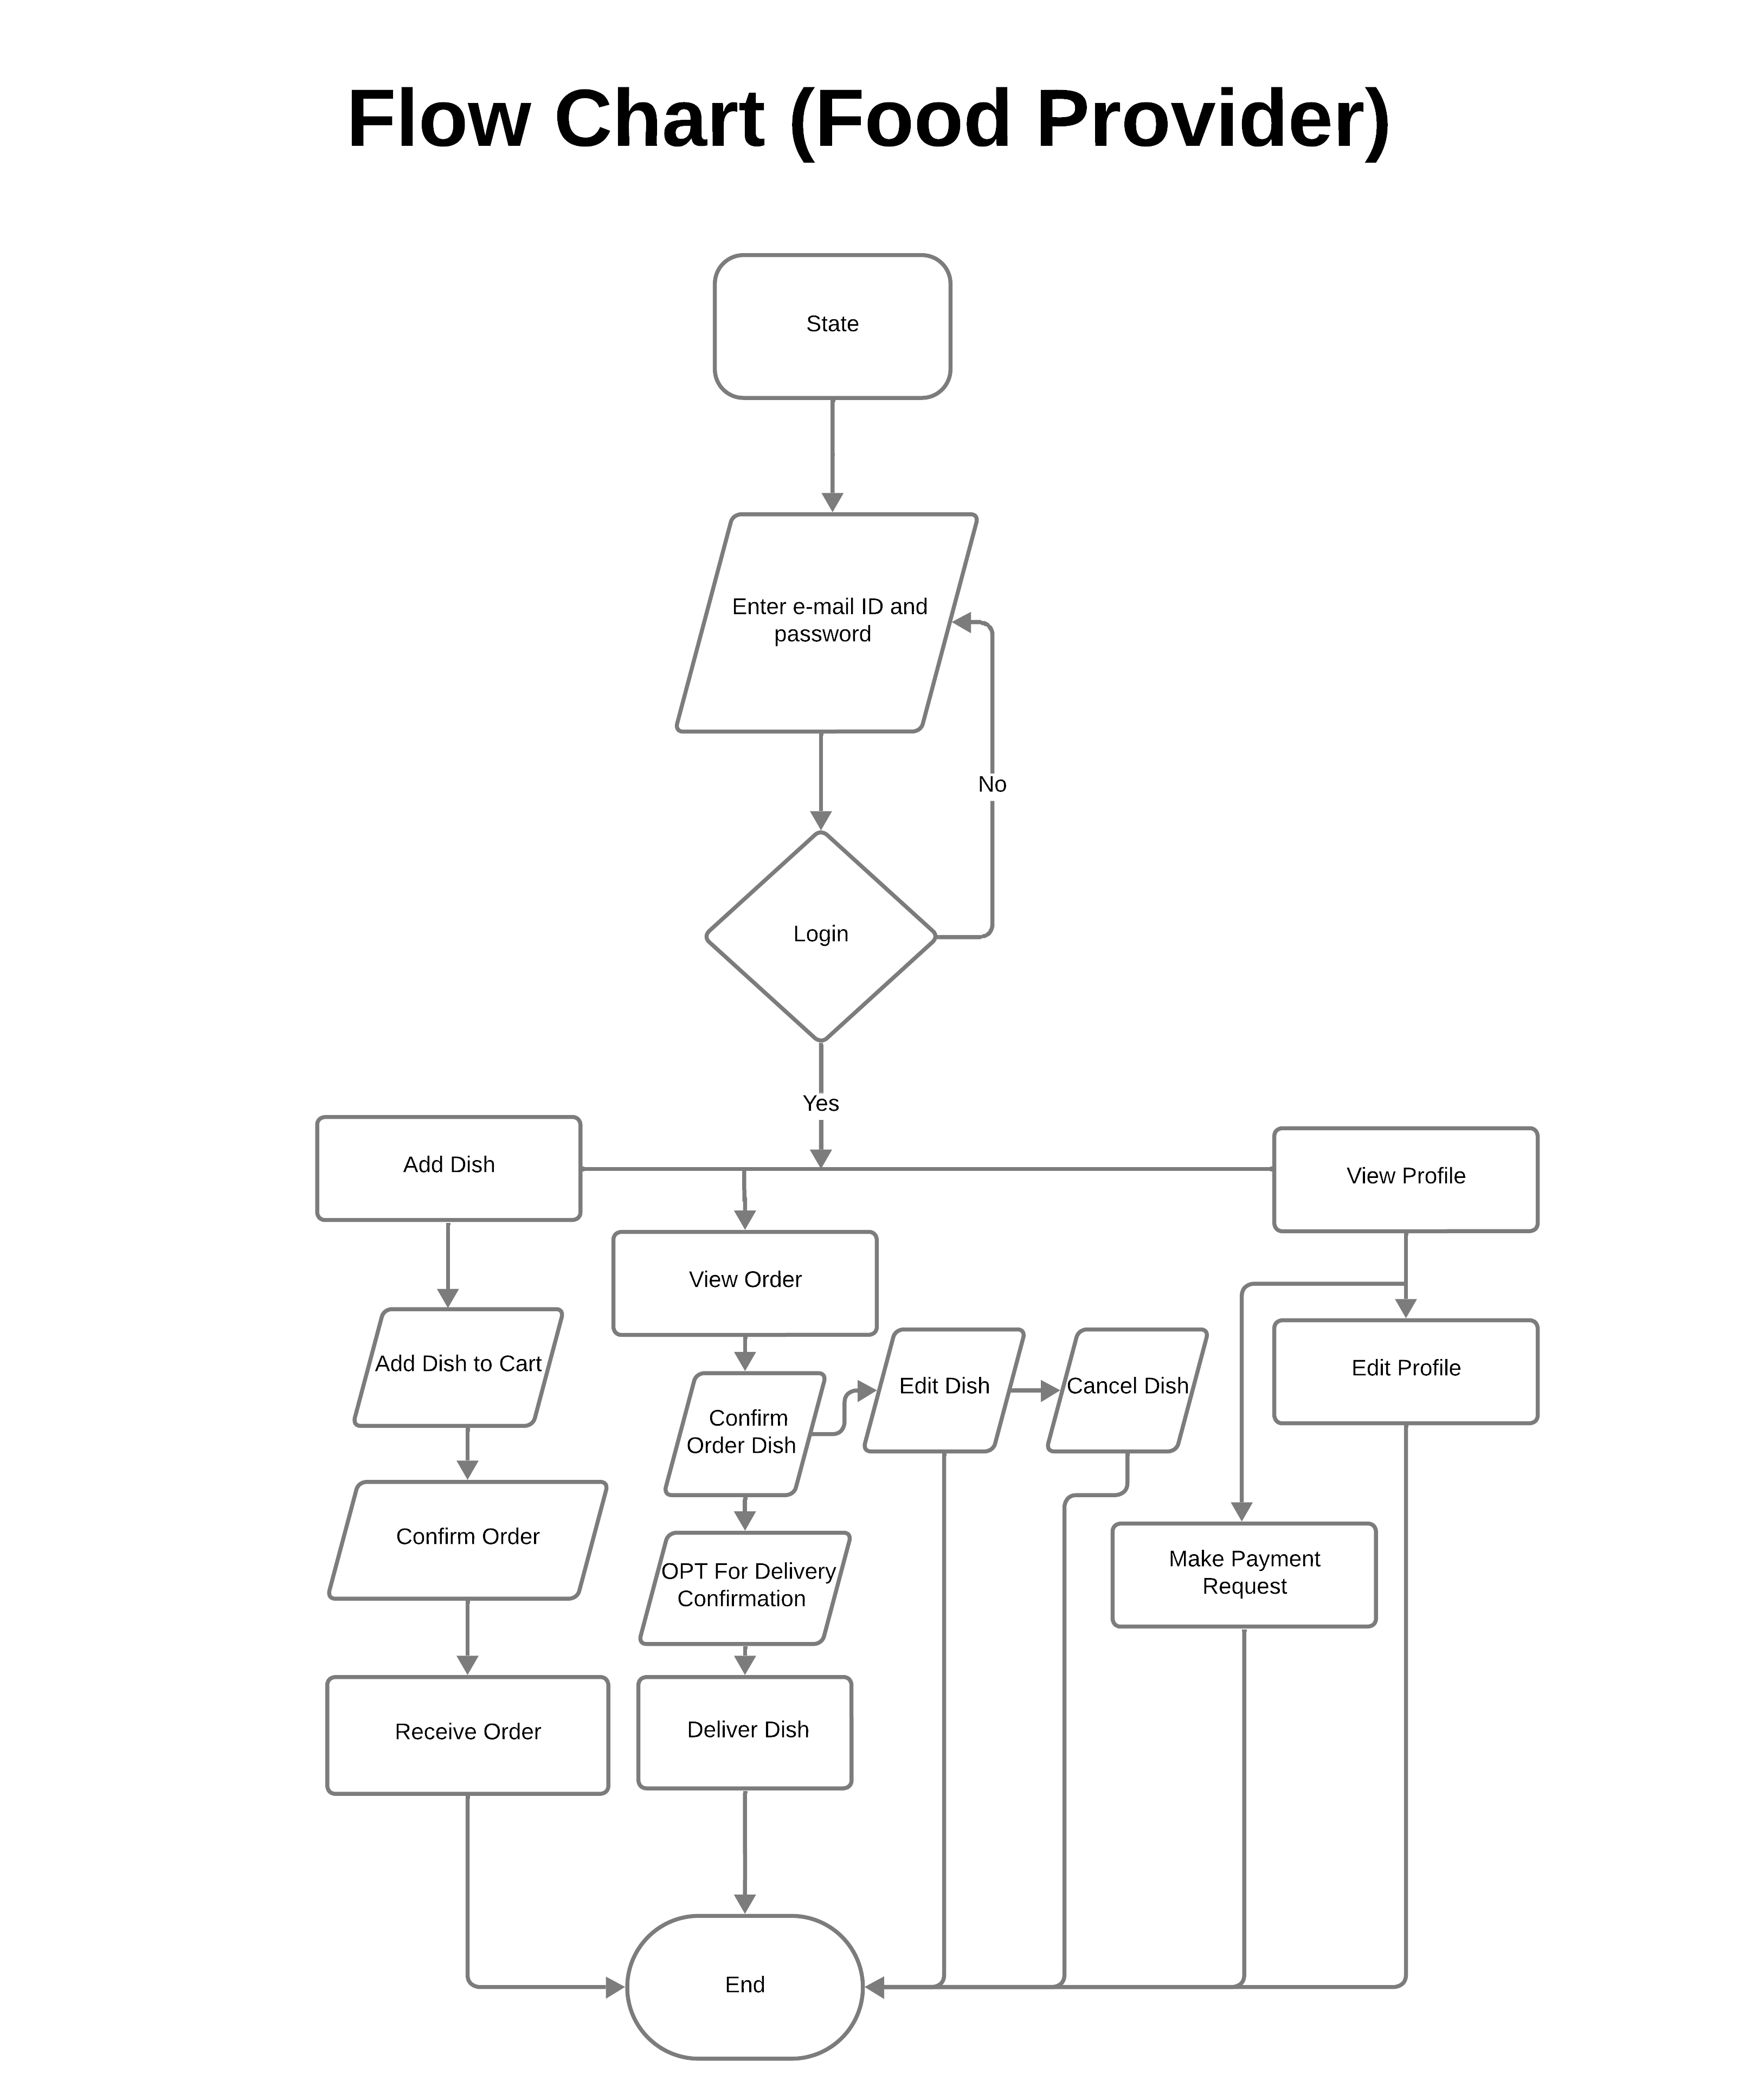 Flow Chart (Food Provider)
State
Enter e-mail ID and
password
No
Login
Yes
Add Dish
View Profile
View Order
Add Dish to Cart
Edit Dish
Cancel Dish
Edit Profile
Confirm
Order Dish
Confirm Order
OPT For Delivery
Confirmation
Make Payment
Request
Receive Order
Deliver Dish
End